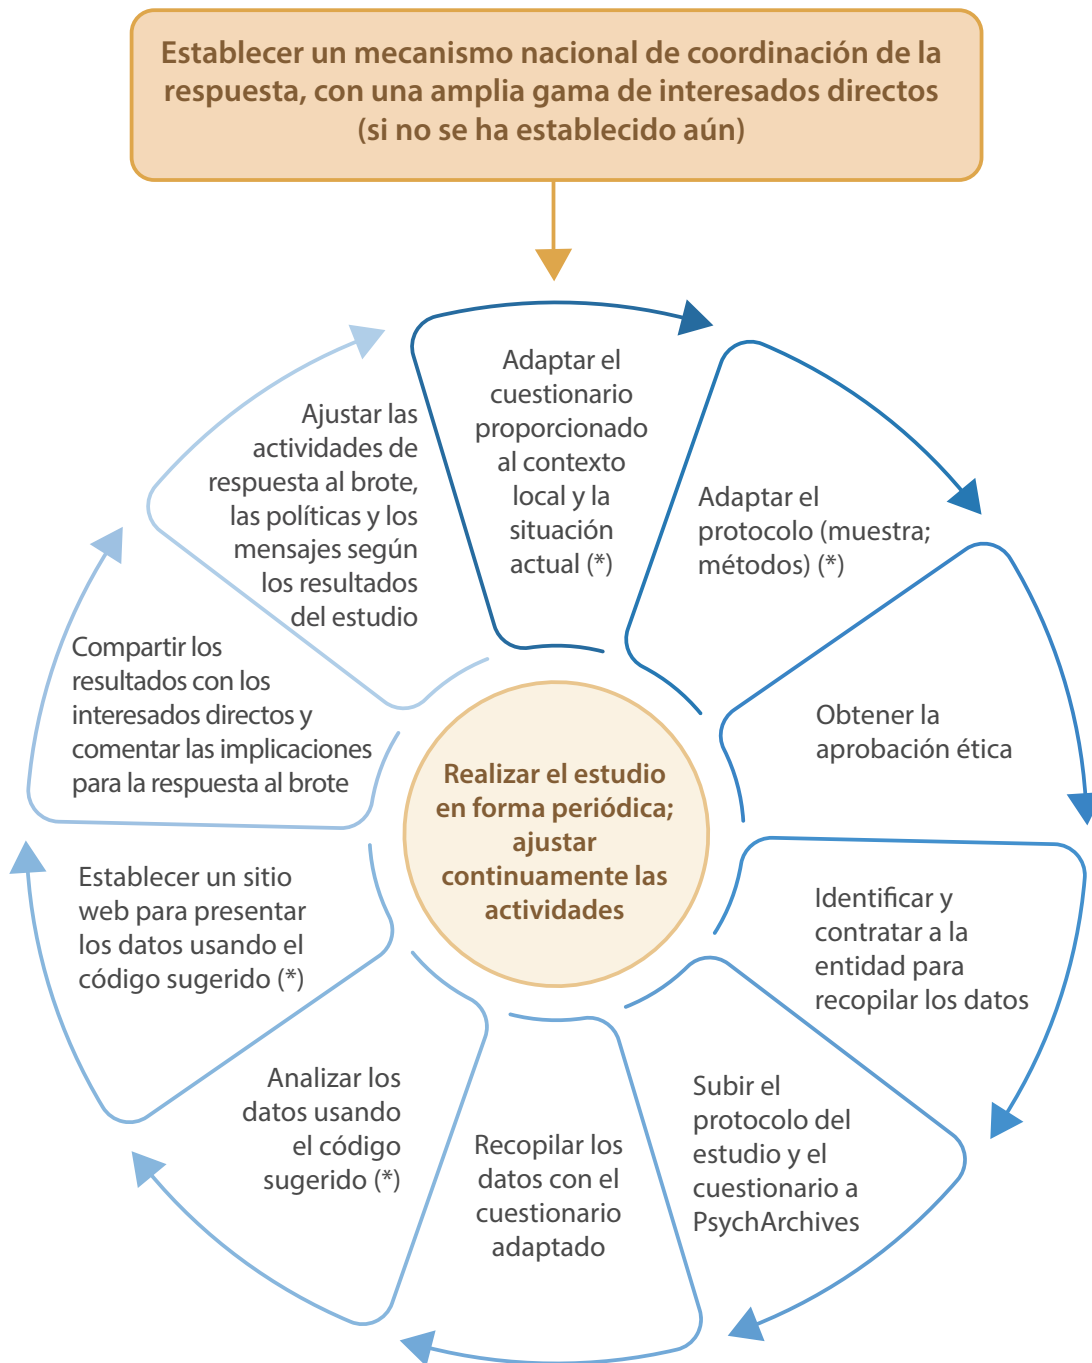 Establecer un mecanismo nacional de coordinación de la
respuesta, con una amplia gama de interesados directos
(si no se ha establecido aún)
Adaptar el
cuestionario
proporcionado
al contexto
local y la
situación
actual (*)
Adaptar el
protocolo (muestra;
métodos) (*)
Obtener la
aprobación ética
Identificar y
contratar a la
entidad para
recopilar los datos
Subir el
protocolo del
estudio y el
cuestionario a
PsychArchives
Recopilar los
datos con el
cuestionario
adaptado
Analizar los
datos usando
el código
sugerido (*)
Establecer un sitio
web para presentar
los datos usando el
código sugerido (*)
Compartir los
resultados con los
interesados directos y
comentar las implicaciones
para la respuesta al brote
Ajustar las
actividades de
respuesta al brote,
las políticas y los
mensajes según
los resultados
del estudio
Realizar el estudio
en forma periódica;
ajustar
continuamente las
actividades